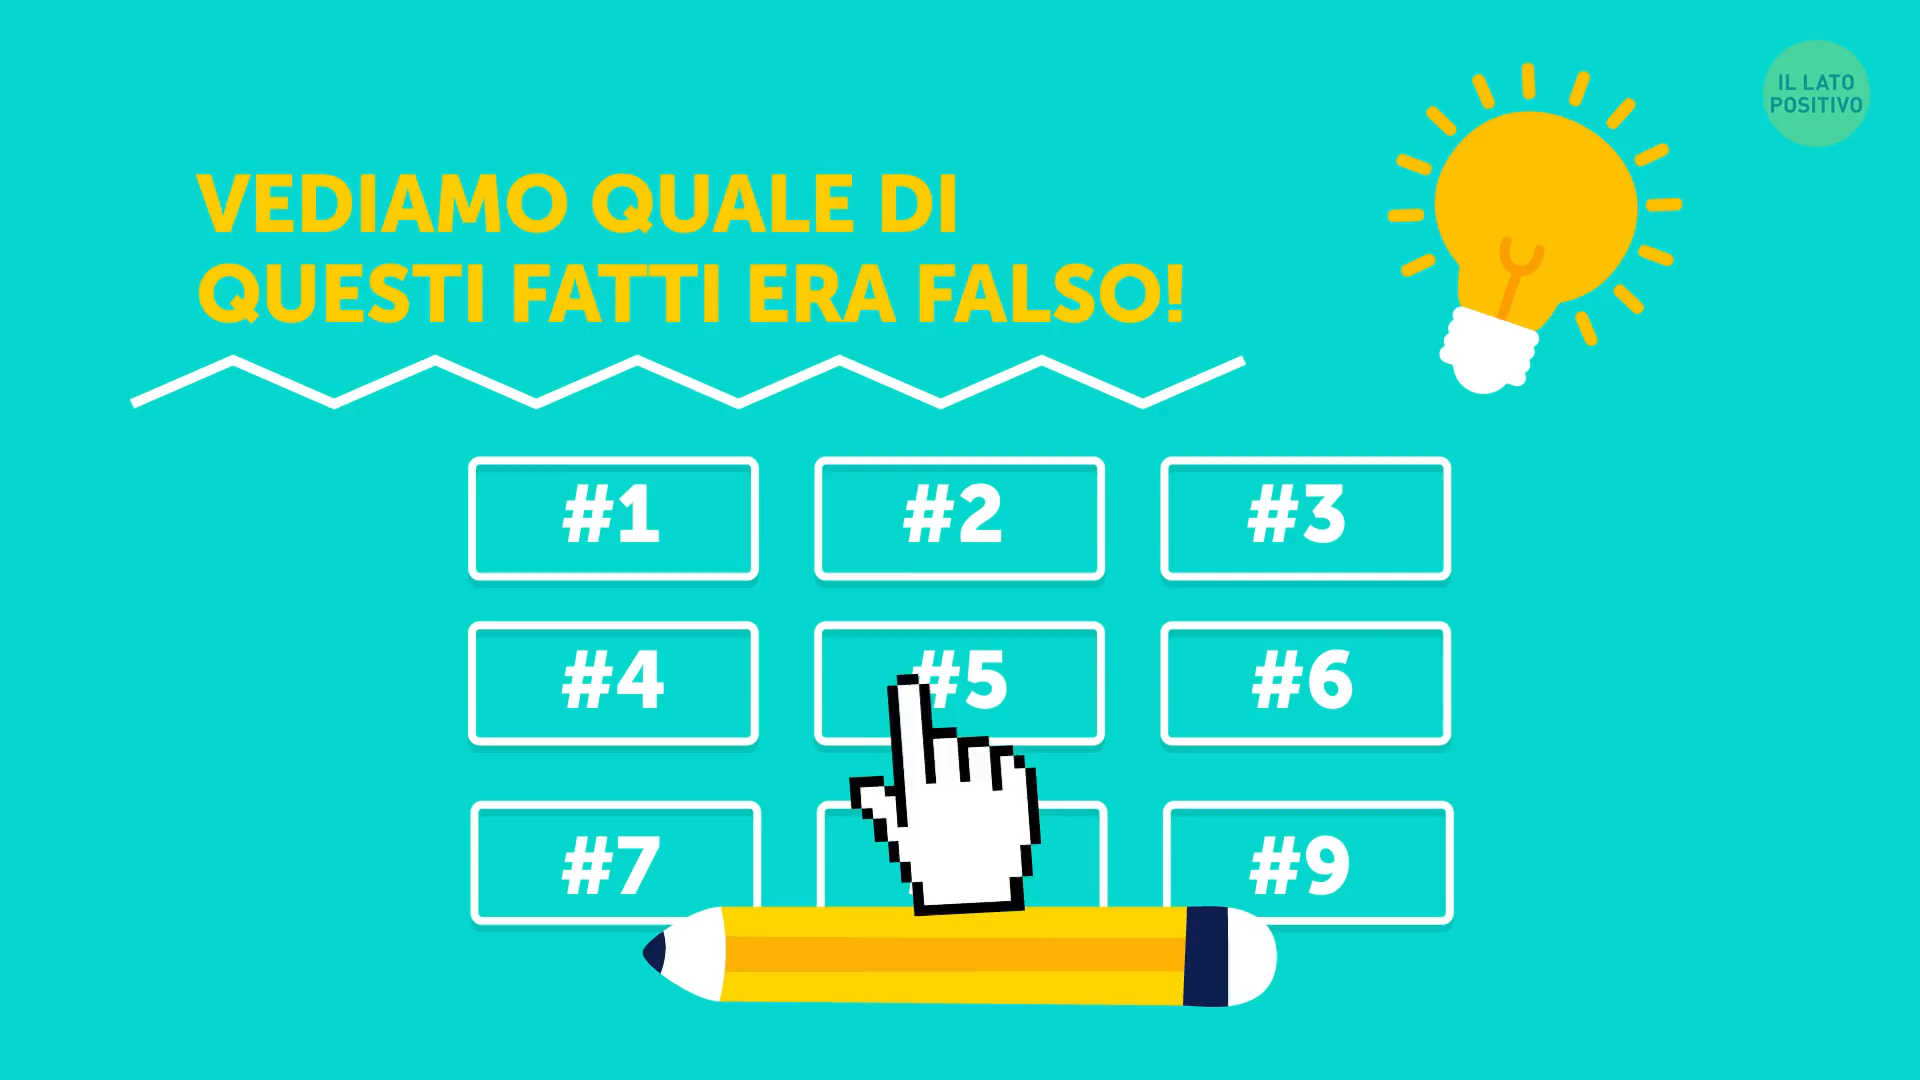 IL LATO
POSITIVO
VEDIAMO QUALE DI
QUESTI FATTI ERA FALSO!
#1 #2 #3
#4 #5 #6
#7 #9